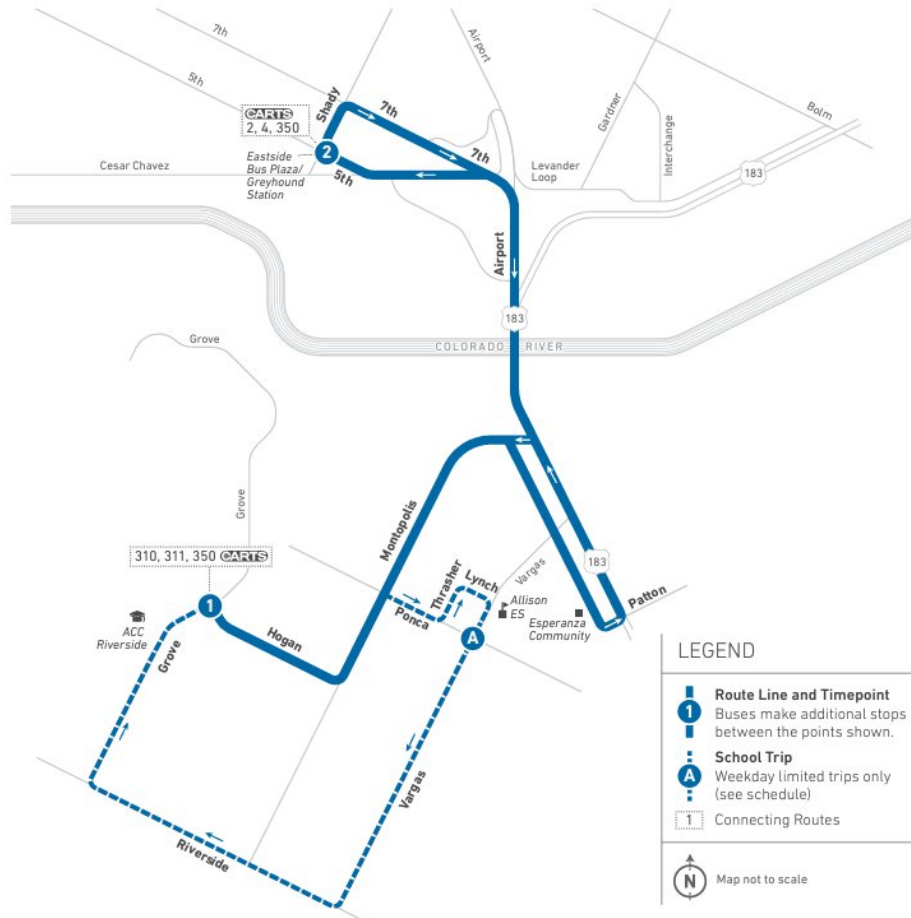 7th
5th
Airport
Gardner
Interchange
Bolm
CARTS
2, 4, 350
Shady
7th
7th
2
Eastside
Bus Plaza/
Greyhound
Station
5th
Cesar Chavez
Levander
Loop
183
Airport
183
COLORADO RIVER
Grove
Grove
Montopolis
310, 311, 350 CARTS
1
ACC
Riverside
Grove
Hogan
Ponca
Thrasher
Lynch
Vargas
Allison
ES
Esperanza
Community
183
Patton
A
Vargas
Riverside
LEGEND
1
Route Line and Timepoint
Buses make additional stops
between the points shown.
A
School Trip
Weekday limited trips only
(see schedule)
1 Connecting Routes
N Map not to scale